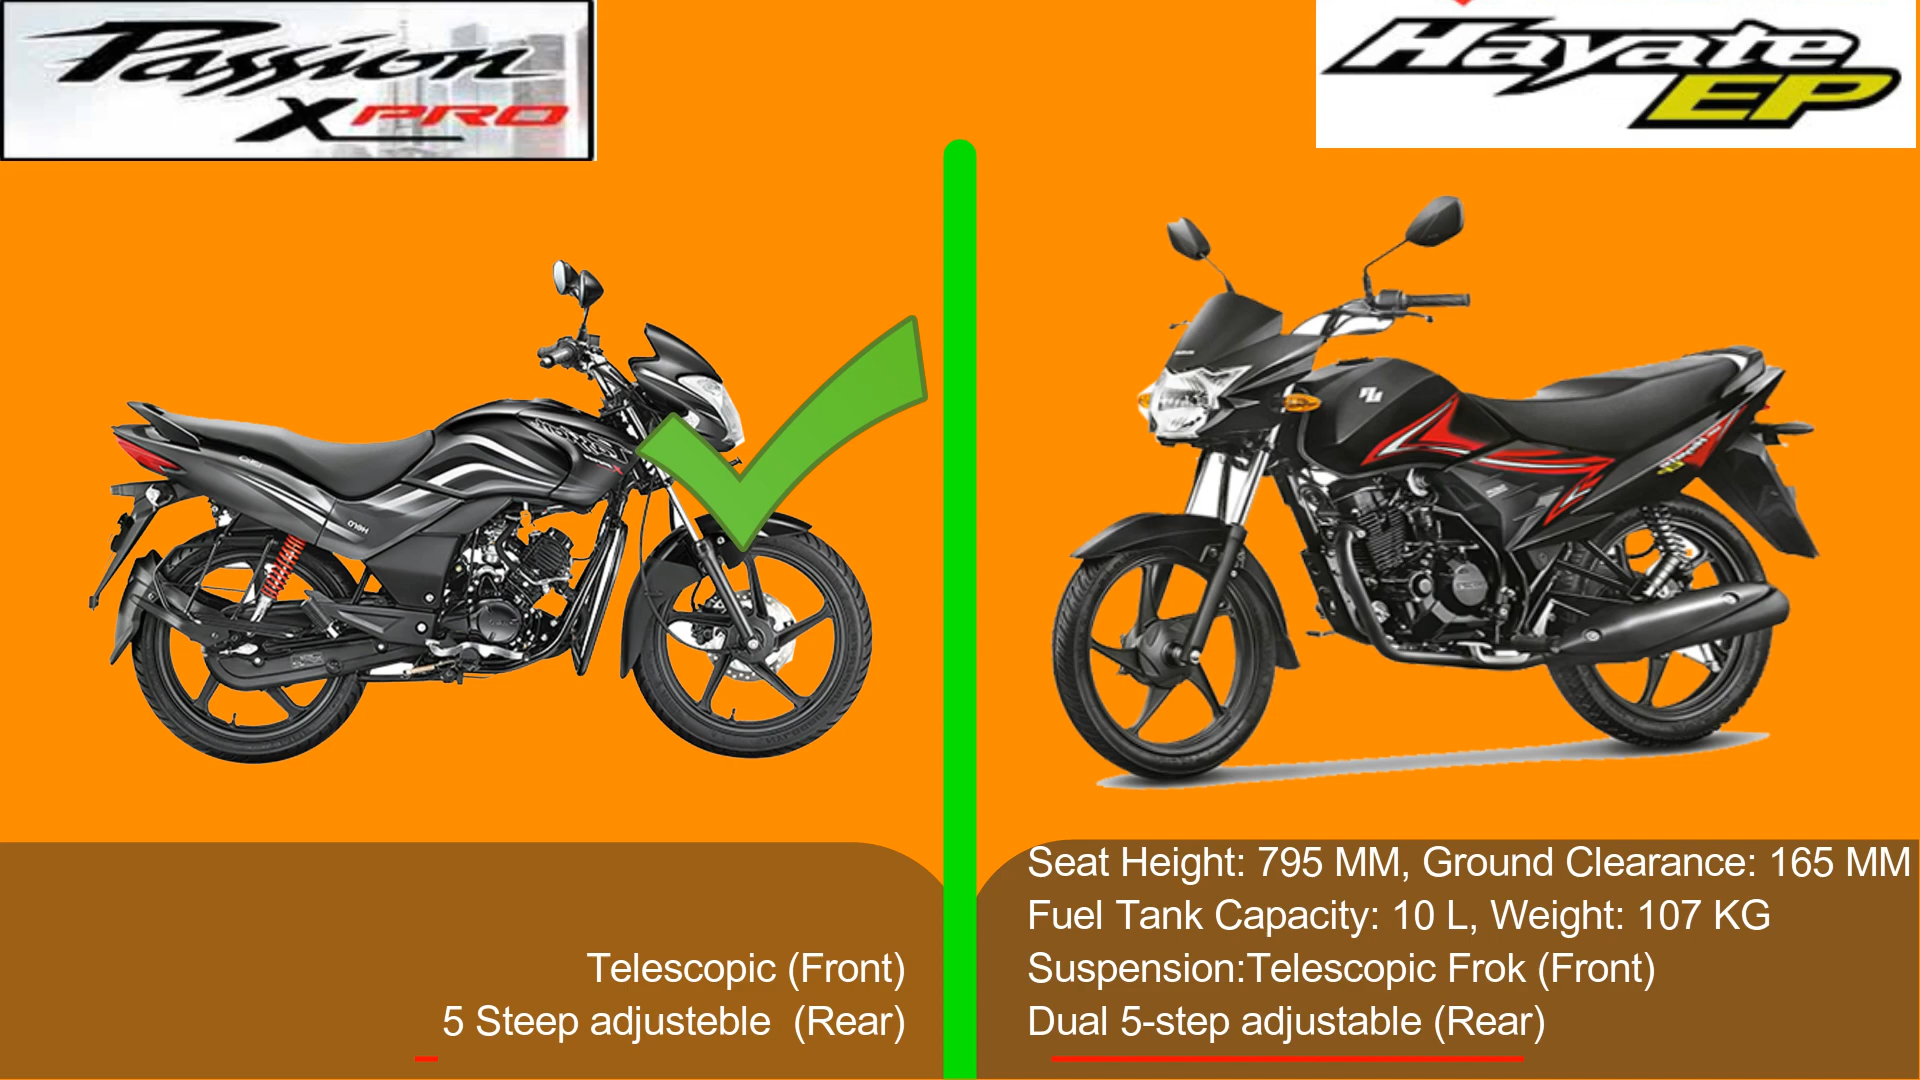 Passion
XPRO
Hayate
EP
Telescopic (Front)
5 Steep adjusteble (Rear)
Seat Height: 795 MM, Ground Clearance: 165 MM
Fuel Tank Capacity: 10 L, Weight: 107 KG
Suspension:Telescopic Frok (Front)
Dual 5-step adjustable (Rear)